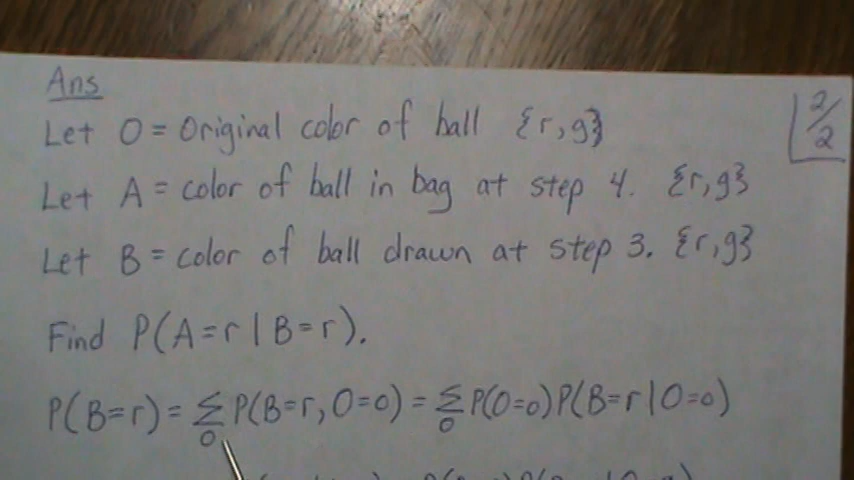 Ans
2/2
Let O = Original color of ball {r,g}
Let A = color of ball in bag at step 4. {r,g}
Let B = color of ball drawn at step 3. {r,g}
Find P(A=r | B=r).
P(B=r) = Σ_o P(B=r, O=o) = Σ_o P(O=o)P(B=r | O=o)